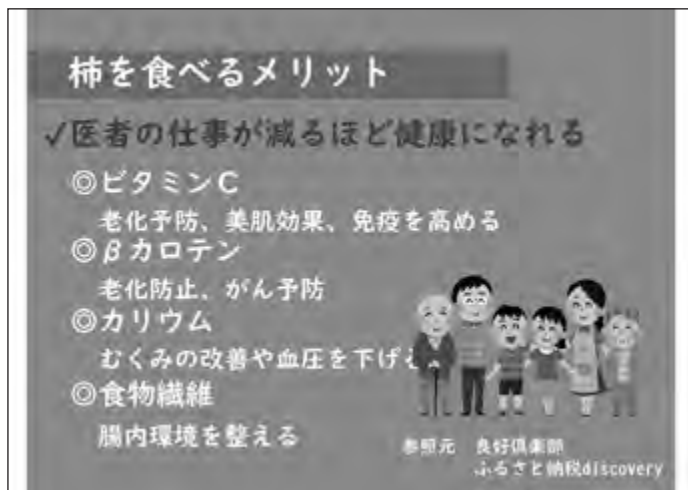 柿を食べるメリット
✓医者の仕事が減るほど健康になれる
◎ビタミンC
老化予防、美肌効果、免疫を高める
◎βカロテン
老化防止、がん予防
◎カリウム
むくみの改善や血圧を下げる
◎食物繊維
腸内環境を整える
参照元 良好倶楽部
ふるさと納税discovery